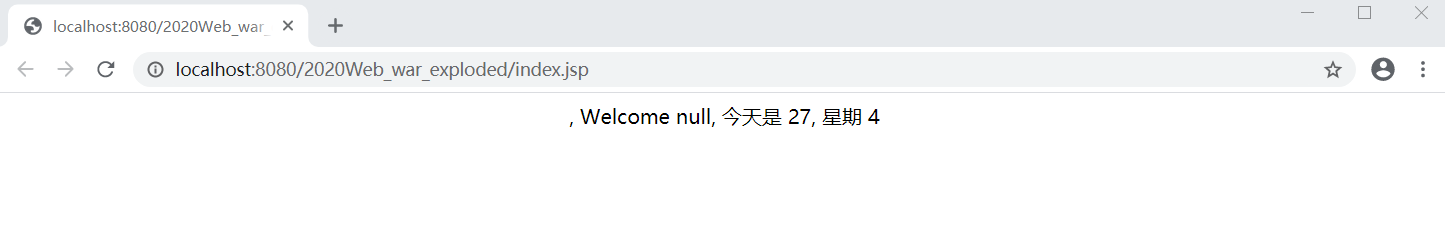 localhost:8080/2020Web_war_
localhost:8080/2020Web_war_exploded/index.jsp
, Welcome null, 今天是 27, 星期 4